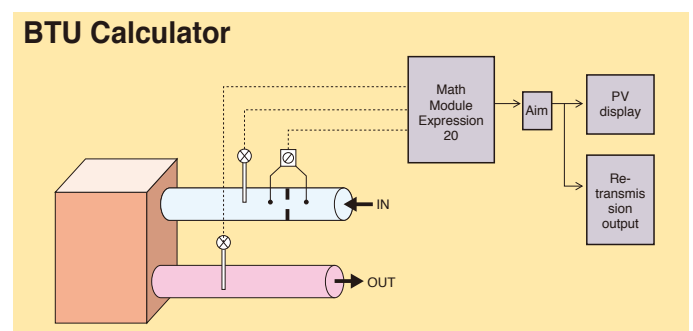 BTU Calculator
Math
Module
Expression
20
Aim
PV
display
Re-
transmis
sion
output
IN
OUT